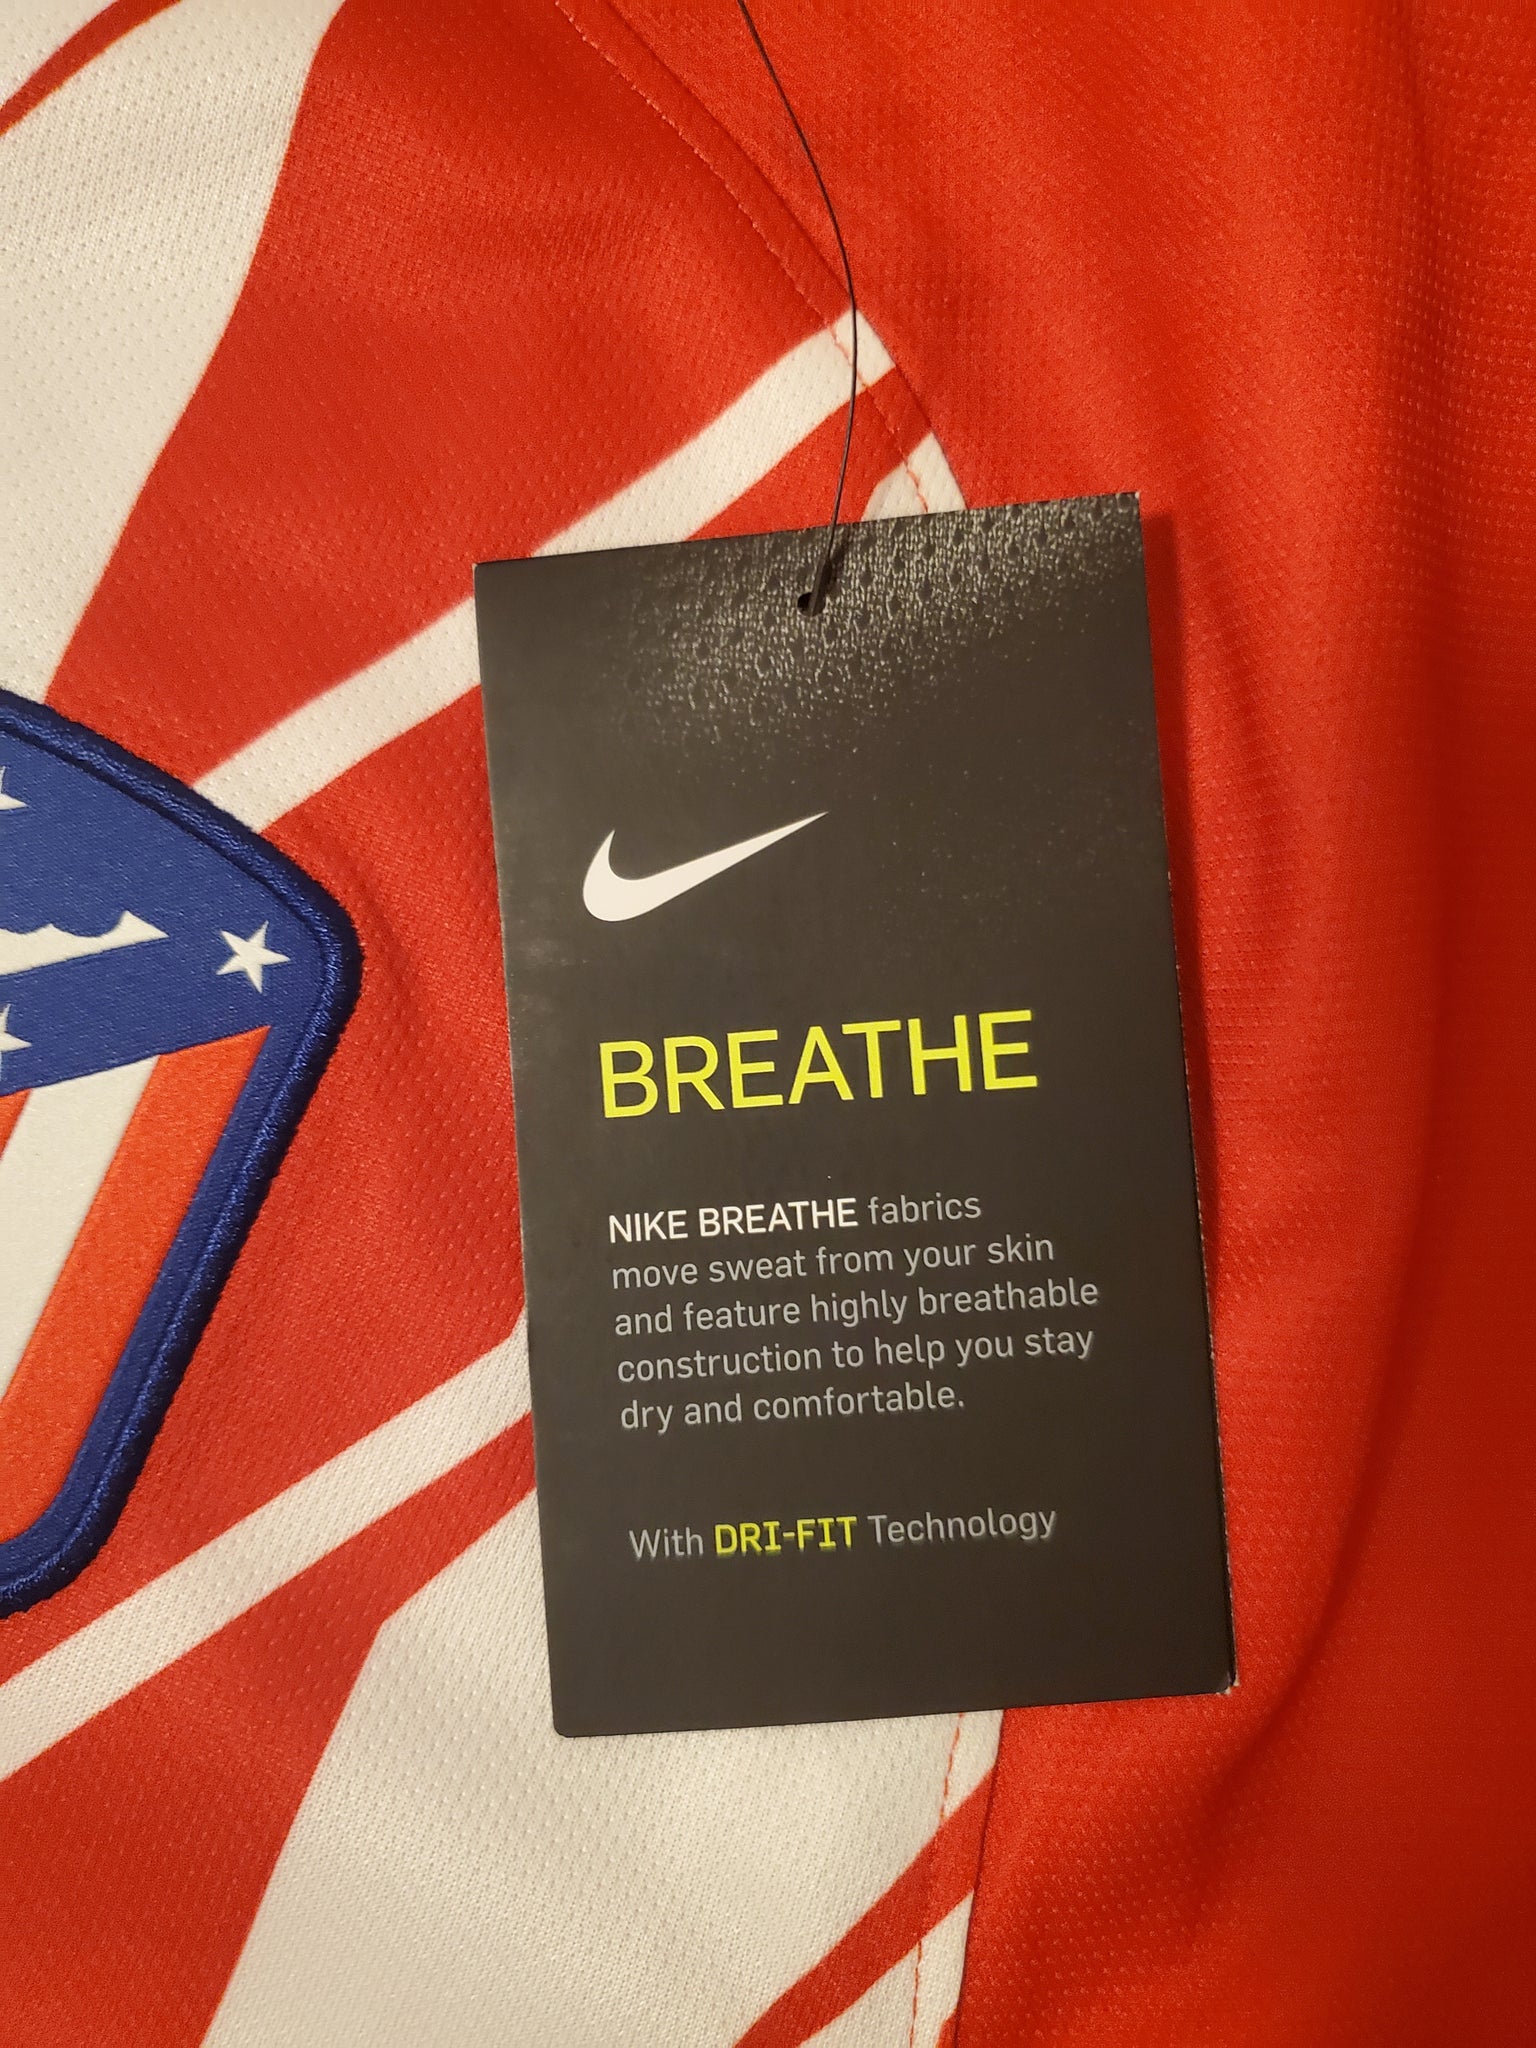 BREATHE
NIKE BREATHE fabrics
move sweat from your skin
and feature highly breathable
construction to help you stay
dry and comfortable.
With DRI-FIT Technology